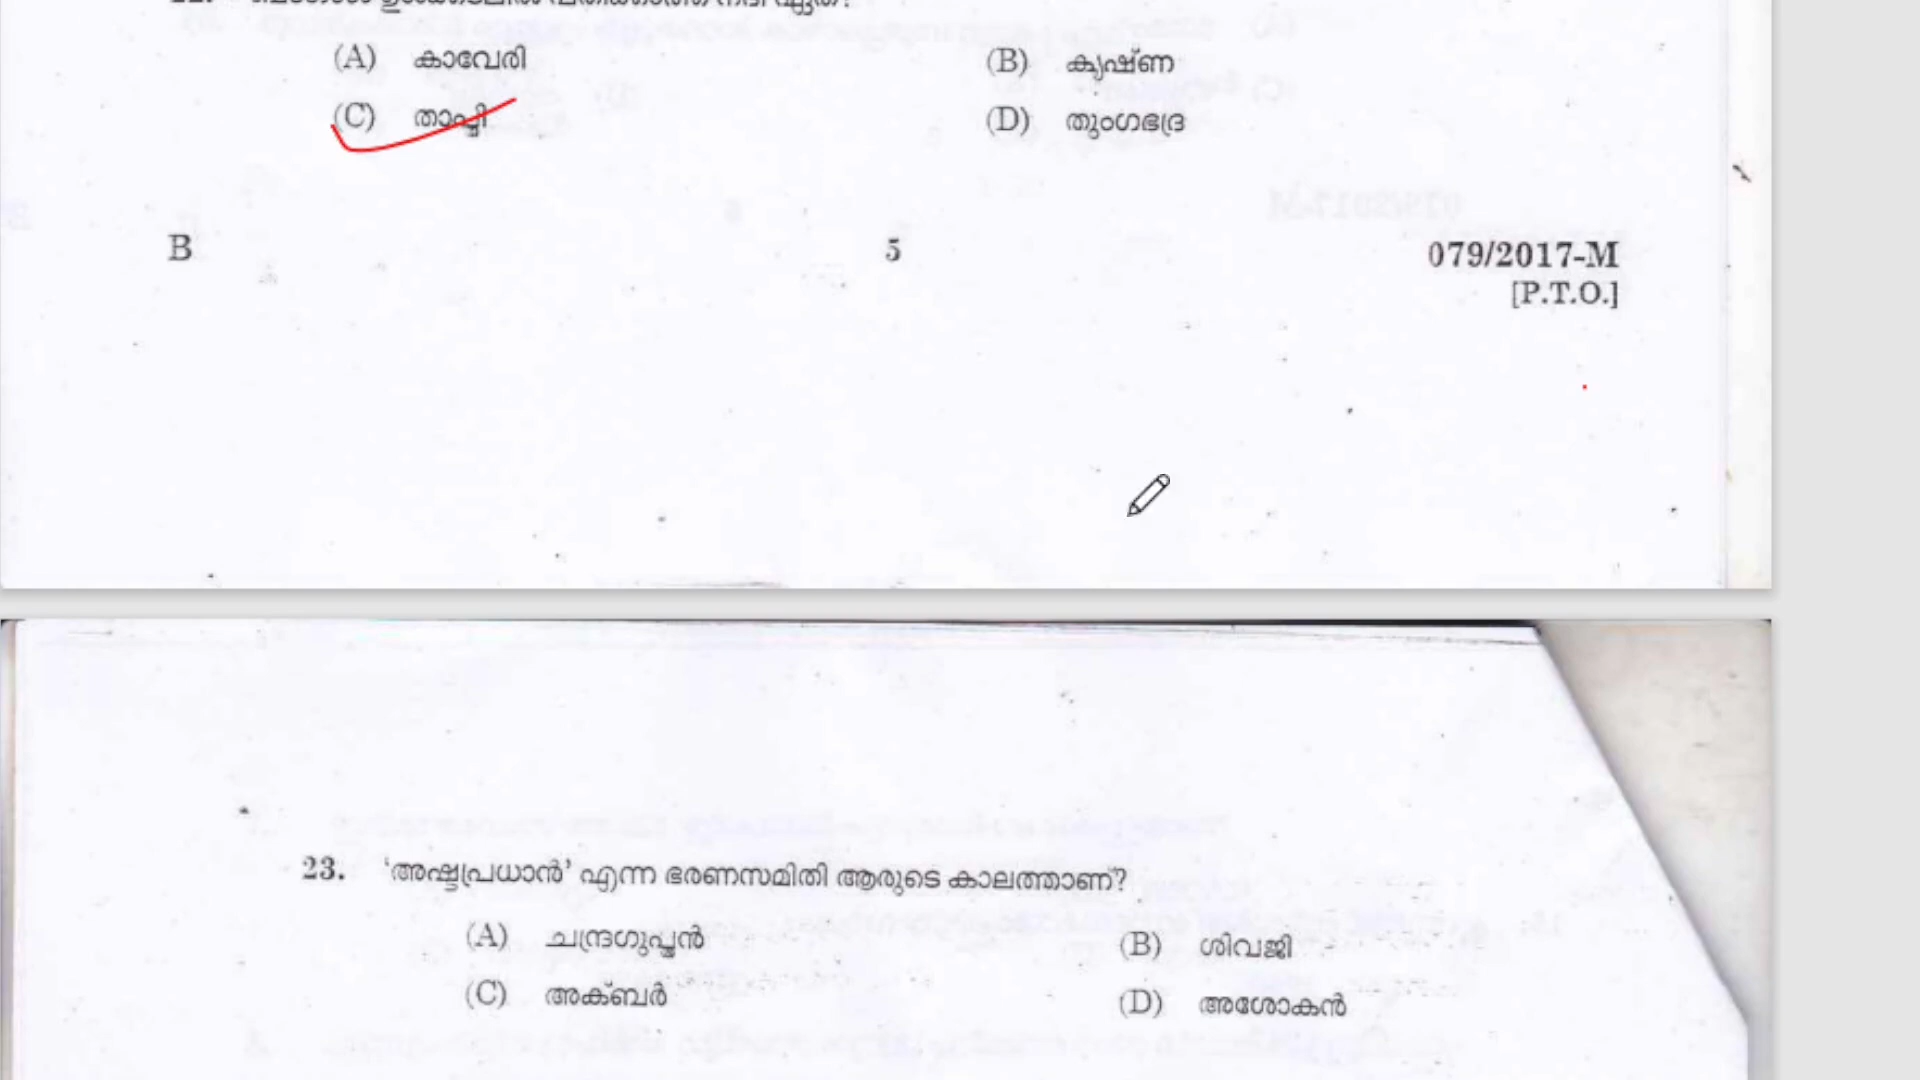 (A) കാവേരി (B) കൃഷ്ണ
(C) താപ്തി (D) തുംഗഭദ്ര
B 5 079/2017-M
[P.T.O.]
23. 'അഷ്ടപ്രധാൻ' എന്ന ഭരണസമിതി ആരുടെ കാലത്താണ്?
(A) ചന്ദ്രഗുപ്തൻ (B) ശിവജി
(C) അക്ബർ (D) അശോകൻ